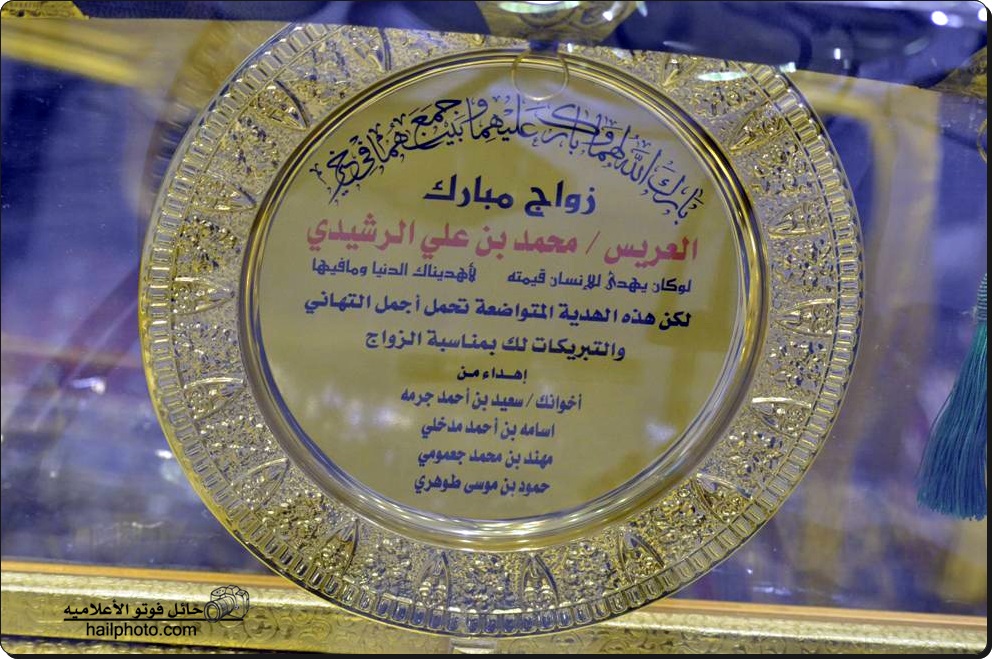 بارك الله لهما وبارك عليهما وجمع بينهما في خير
زواج مبارك
العريس / محمد بن علي الرشيدي
لوكان يهدىٰ للإنسان قيمته لأهديناك الدنيا ومافيها
لكن هذه الهدية المتواضعة تحمل أجمل التهاني
والتبريكات لك بمناسبة الزواج
إهداء من
أخوانك / سعيد بن أحمد جرمه
اسامه بن أحمد مدخلي
مهند بن محمد جعمومي
حمود بن موسى طوهري
حائل فوتو الأعلاميه
hailphoto.com